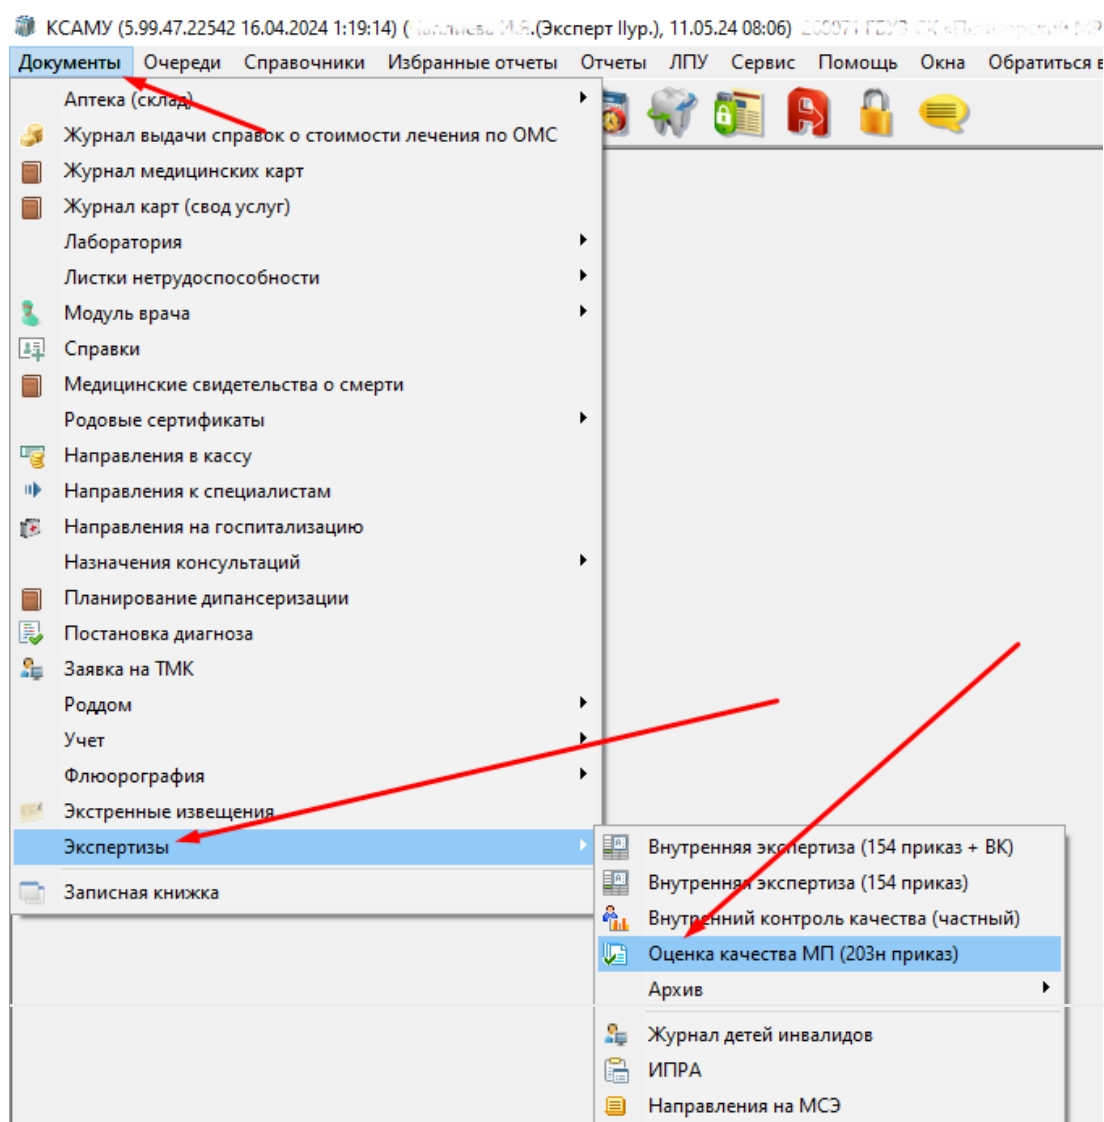 КСАМУ (5.99.47.22542 16.04.2024 1:19:14) ( (Эксперт IIур.), 11.05.24 08:06)
Документы Очереди Справочники Избранные отчеты Отчеты ЛПУ Сервис Помощь Окна Обратиться в
Аптека (склад)
Журнал выдачи справок о стоимости лечения по ОМС
Журнал медицинских карт
Журнал карт (свод услуг)
Лаборатория
Листки нетрудоспособности
Модуль врача
Справки
Медицинские свидетельства о смерти
Родовые сертификаты
Направления в кассу
Направления к специалистам
Направления на госпитализацию
Назначения консультаций
Планирование дипансеризации
Постановка диагноза
Заявка на ТМК
Роддом
Учет
Флюорография
Экстренные извещения
Экспертизы
Записная книжка
Внутренняя экспертиза (154 приказ + ВК)
Внутренняя экспертиза (154 приказ)
Внутренний контроль качества (частный)
Оценка качества МП (203н приказ)
Архив
Журнал детей инвалидов
ИПРА
Направления на МСЭ